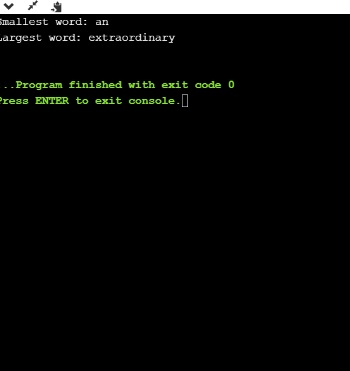 Smallest word: an
Largest word: extraordinary
...Program finished with exit code 0
Press ENTER to exit console.